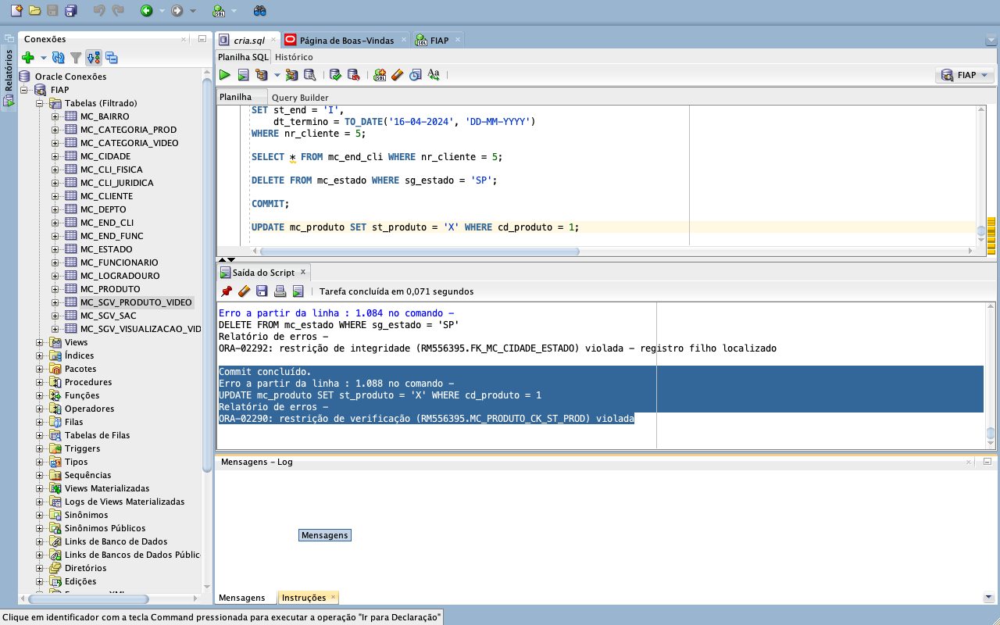 cria.sql
Página de Boas-Vindas
FIAP
Relatórios
Conexões
Oracle Conexões
FIAP
Tabelas (Filtrado)
MC_BAIRRO
MC_CATEGORIA_PROD
MC_CATEGORIA_VIDEO
MC_CIDADE
MC_CLI_FISICA
MC_CLI_JURIDICA
MC_CLIENTE
MC_DEPTO
MC_END_CLI
MC_END_FUNC
MC_ESTADO
MC_FUNCIONARIO
MC_LOGRADOURO
MC_PRODUTO
MC_SGV_PRODUTO_VIDEO
MC_SGV_SAC
MC_SGV_VISUALIZACAO_VID
Views
Índices
Pacotes
Procedures
Funções
Operadores
Filas
Tabelas de Filas
Triggers
Tipos
Sequências
Views Materializadas
Logs de Views Materializadas
Sinônimos
Sinônimos Públicos
Links de Banco de Dados
Links de Bancos de Dados Públic
Diretórios
Edições
Planilha SQL
Histórico
FIAP
Planilha
Query Builder
SET st_end = 'I',
dt_termino = TO_DATE('16-04-2024', 'DD-MM-YYYY')
WHERE nr_cliente = 5;
SELECT * FROM mc_end_cli WHERE nr_cliente = 5;
DELETE FROM mc_estado WHERE sg_estado = 'SP';
COMMIT;
UPDATE mc_produto SET st_produto = 'X' WHERE cd_produto = 1;
Saída do Script
Tarefa concluída em 0,071 segundos
Erro a partir da linha : 1.084 no comando -
DELETE FROM mc_estado WHERE sg_estado = 'SP'
Relatório de erros -
ORA-02292: restrição de integridade (RM556395.FK_MC_CIDADE_ESTADO) violada - registro filho localizado
Commit concluído.
Erro a partir da linha : 1.088 no comando -
UPDATE mc_produto SET st_produto = 'X' WHERE cd_produto = 1
Relatório de erros -
ORA-02290: restrição de verificação (RM556395.MC_PRODUTO_CK_ST_PROD) violada
Mensagens - Log
Mensagens
Mensagens
Instruções
Clique em identificador com a tecla Command pressionada para executar a operação "Ir para Declaração"